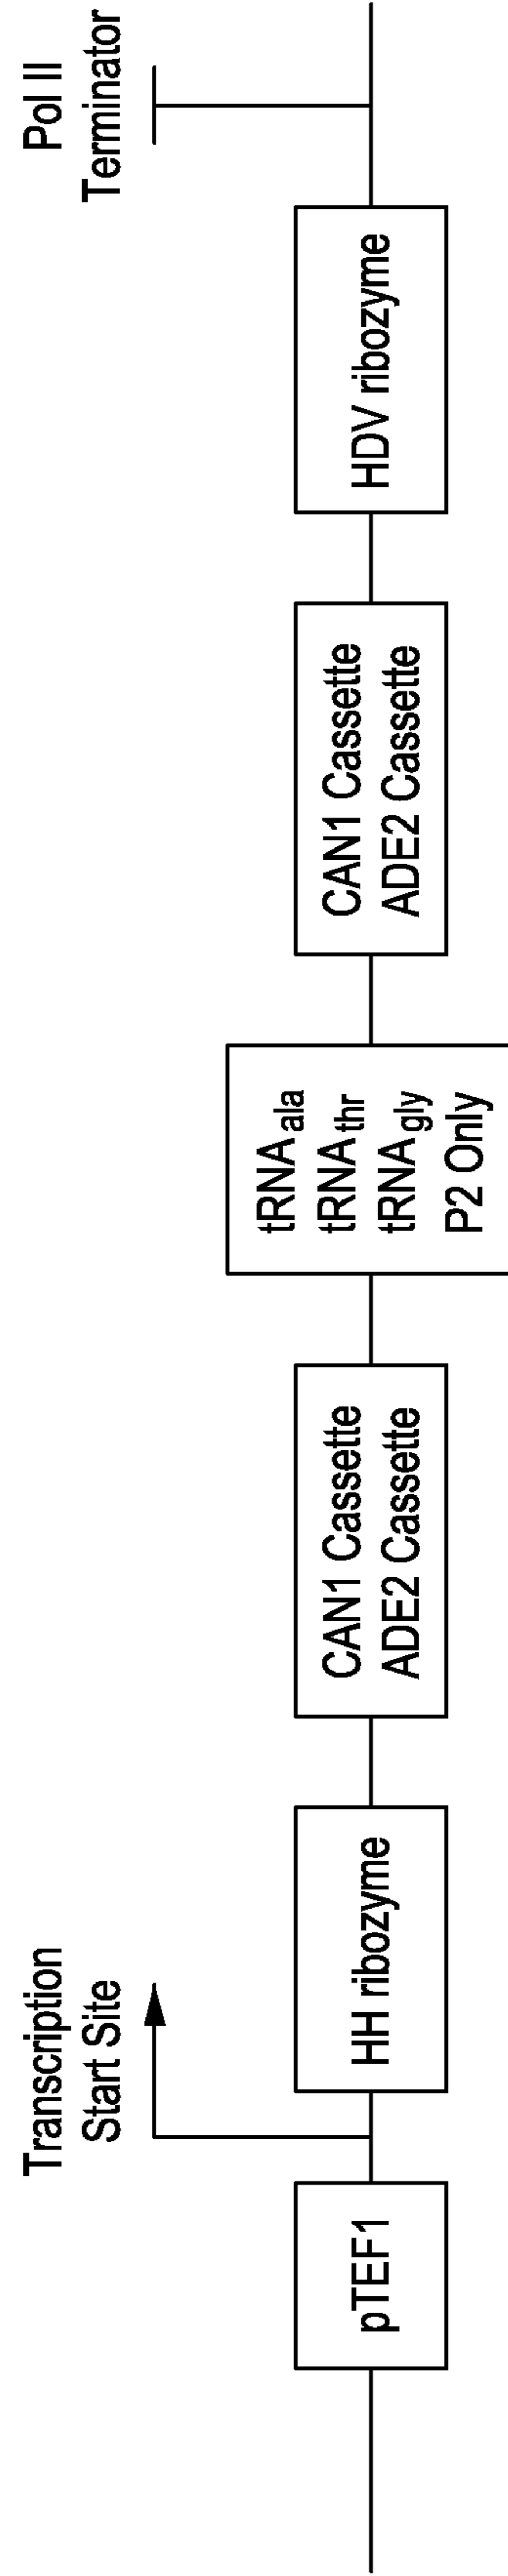 Transcription
Start Site
Pol II
Terminator
pTEF1
HH ribozyme
CAN1 Cassette
ADE2 Cassette
tRNAala
tRNAthr
tRNAgly
P2 Only
CAN1 Cassette
ADE2 Cassette
HDV ribozyme